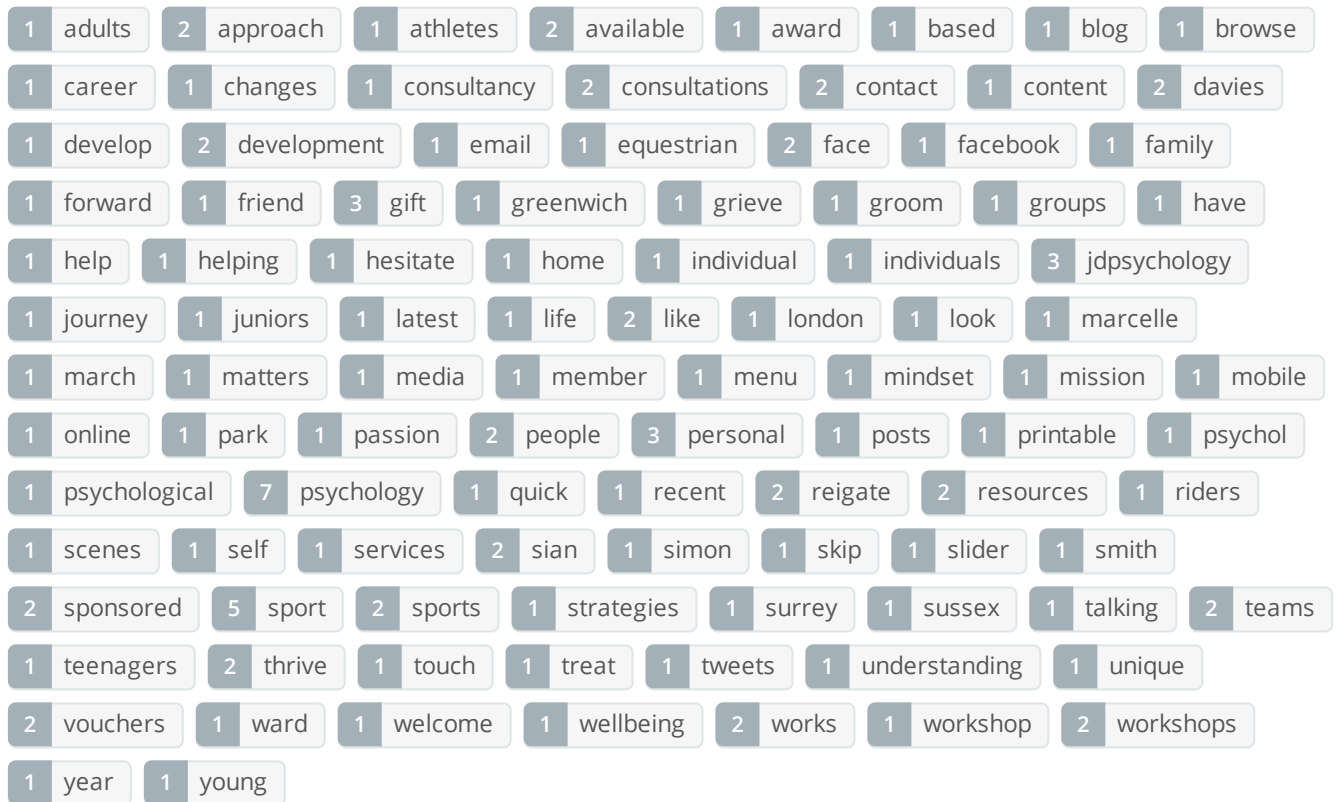 1 adults 2 approach 1 athletes 2 available 1 award 1 based 1 blog 1 browse
1 career 1 changes 1 consultancy 2 consultations 2 contact 1 content 2 davies
1 develop 2 development 1 email 1 equestrian 2 face 1 facebook 1 family
1 forward 1 friend 3 gift 1 greenwich 1 grieve 1 groom 1 groups 1 have
1 help 1 helping 1 hesitate 1 home 1 individual 1 individuals 3 jdpsychology
1 journey 1 juniors 1 latest 1 life 2 like 1 london 1 look 1 marcelle
1 march 1 matters 1 media 1 member 1 menu 1 mindset 1 mission 1 mobile
1 online 1 park 1 passion 2 people 3 personal 1 posts 1 printable 1 psychol
1 psychological 7 psychology 1 quick 1 recent 2 reigate 2 resources 1 riders
1 scenes 1 self 1 services 2 sian 1 simon 1 skip 1 slider 1 smith
2 sponsored 5 sport 2 sports 1 strategies 1 surrey 1 sussex 1 talking 2 teams
1 teenagers 2 thrive 1 touch 1 treat 1 tweets 1 understanding 1 unique
2 vouchers 1 ward 1 welcome 1 wellbeing 2 works 1 workshop 2 workshops
1 year 1 young